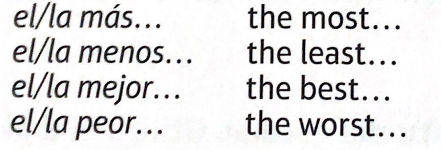 el/la más... the most...
el/la menos... the least...
el/la mejor... the best...
el/la peor... the worst...